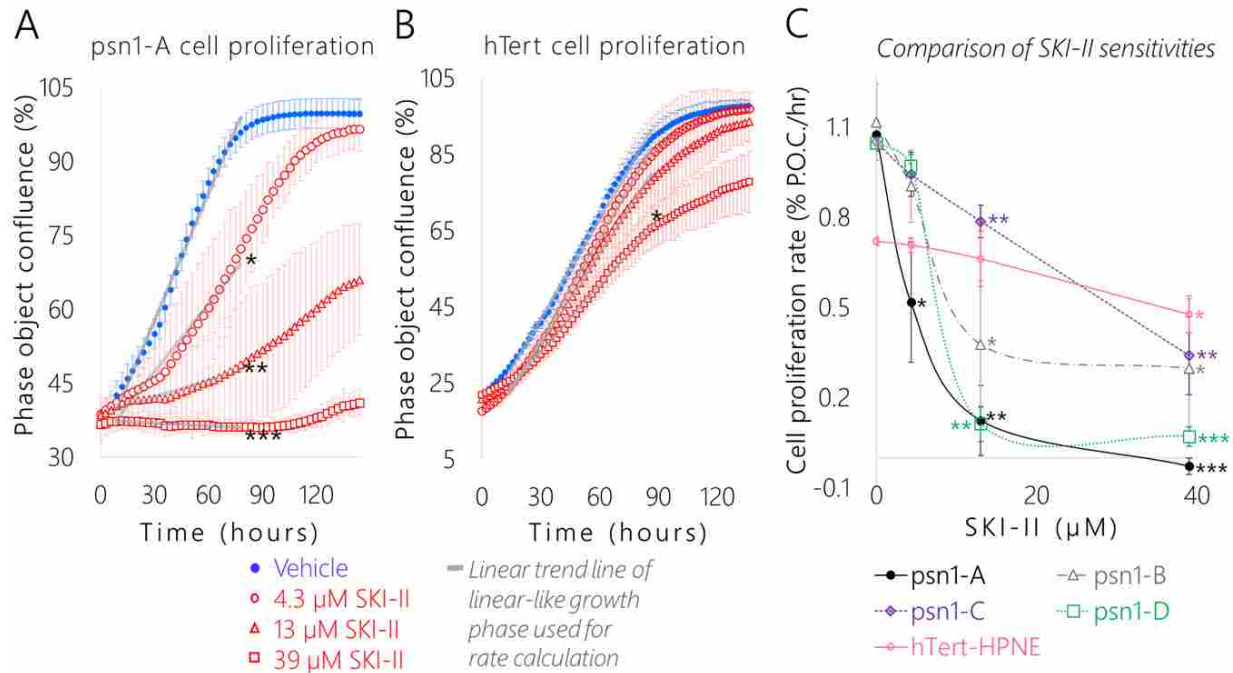 A
psn1-A cell proliferation
Phase object confluence (%)
105
90
75
60
45
30
*
**
***
0 30 60 90 120
Time (hours)
B
hTert cell proliferation
Phase object confluence (%)
105
85
65
45
25
5
*
0 30 60 90 120
Time (hours)
Vehicle
4.3 µM SKI-II
13 µM SKI-II
39 µM SKI-II
Linear trend line of
linear-like growth
phase used for
rate calculation
C
Comparison of SKI-II sensitivities
Cell proliferation rate (% P.O.C./hr)
1.1
0.8
0.5
0.2
-0.1
**
*
*
*
**
*
**
**
***
***
0 20 40
SKI-II (µM)
psn1-A
psn1-B
psn1-C
psn1-D
hTert-HPNE